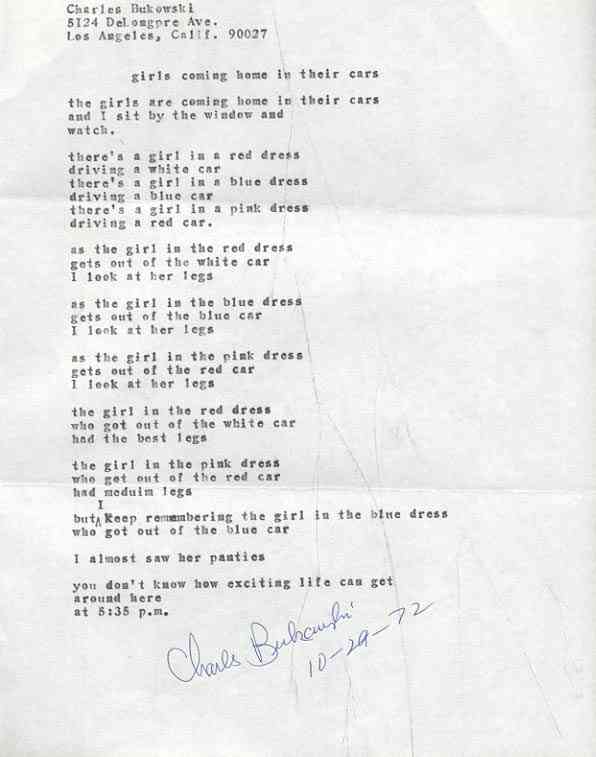 Charles Bukowski
5124 DeLongpre Ave.
Los Angeles, Calif. 90027
girls coming home in their cars
the girls are coming home in their cars
and I sit by the window and
watch.
there's a girl in a red dress
driving a white car
there's a girl in a blue dress
driving a blue car
there's a girl in a pink dress
driving a red car.
as the girl in the red dress
gets out of the white car
I look at her legs
as the girl in the blue dress
gets out of the blue car
I look at her legs
as the girl in the pink dress
gets out of the red car
I look at her legs
the girl in the red dress
who got out of the white car
had the best legs
the girl in the pink dress
who got out of the red car
had meduim legs
I
but^keep remembering the girl in the blue dress
who got out of the blue car
I almost saw her panties
you don't know how exciting life can get
around here
at 5:35 p.m.
Charles Bukowski
10-29-72